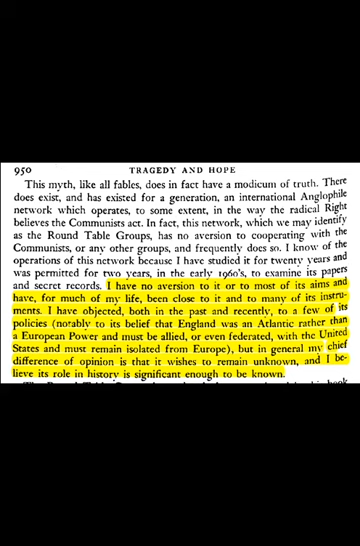 950 TRAGEDY AND HOPE
This myth, like all fables, does in fact have a modicum of truth. There
does exist, and has existed for a generation, an international Anglophile
network which operates, to some extent, in the way the radical Right
believes the Communists act. In fact, this network, which we may identify
as the Round Table Groups, has no aversion to cooperating with the
Communists, or any other groups, and frequently does so. I know of the
operations of this network because I have studied it for twenty years and
was permitted for two years, in the early 1960's, to examine its papers
and secret records. I have no aversion to it or to most of its aims and
have, for much of my life, been close to it and to many of its instru-
ments. I have objected, both in the past and recently, to a few of its
policies (notably to its belief that England was an Atlantic rather than
a European Power and must be allied, or even federated, with the United
States and must remain isolated from Europe), but in general my chief
difference of opinion is that it wishes to remain unknown, and I be-
lieve its role in history is significant enough to be known.